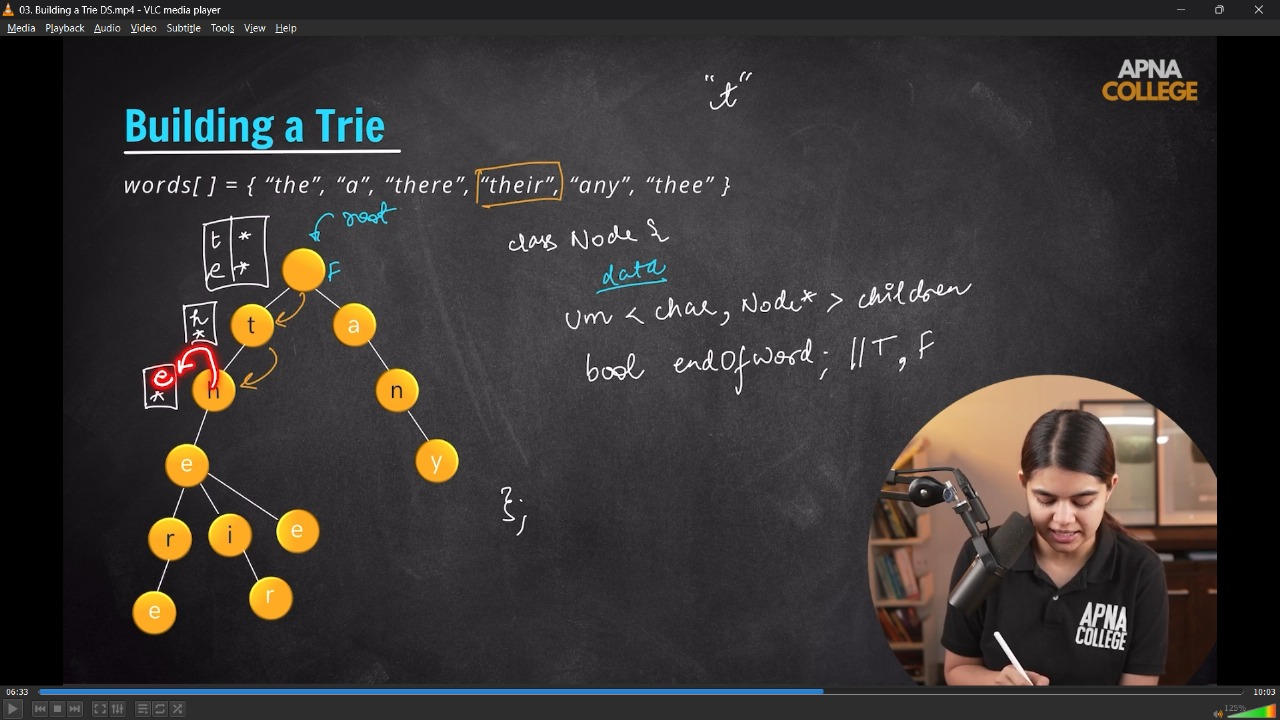 03. Building a Trie DS.mp4 - VLC media player
Media Playback Audio Video Subtitle Tools View Help
"t"
APNA
COLLEGE
Building a Trie
words[ ] = { “the”, “a”, “there”, “their”, “any”, “thee” }
root
t *
e *
F
class Node {
data
um < char, Node* > children
bool endOfWord; // T, F
h
*
t
a
e
*
h
n
e
y
r
i
e
e
r
};
APNA
COLLEGE
06:33
10:03
125%